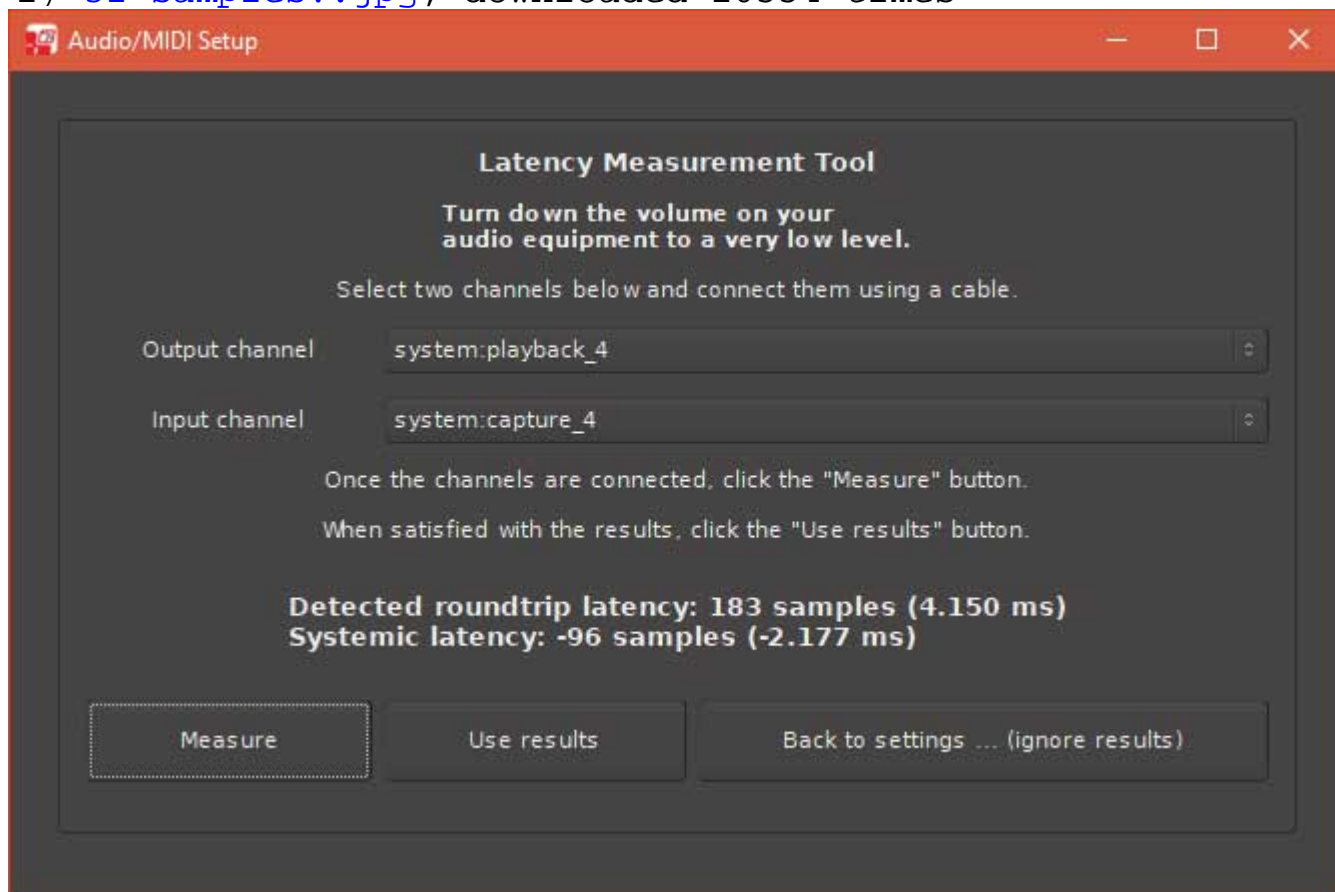 Audio/MIDI Setup
Latency Measurement Tool
Turn down the volume on your
audio equipment to a very low level.
Select two channels below and connect them using a cable.
Output channel system:playback_4
Input channel system:capture_4
Once the channels are connected, click the "Measure" button.
When satisfied with the results, click the "Use results" button.
Detected roundtrip latency: 183 samples (4.150 ms)
Systemic latency: -96 samples (-2.177 ms)
Measure Use results Back to settings ... (ignore results)